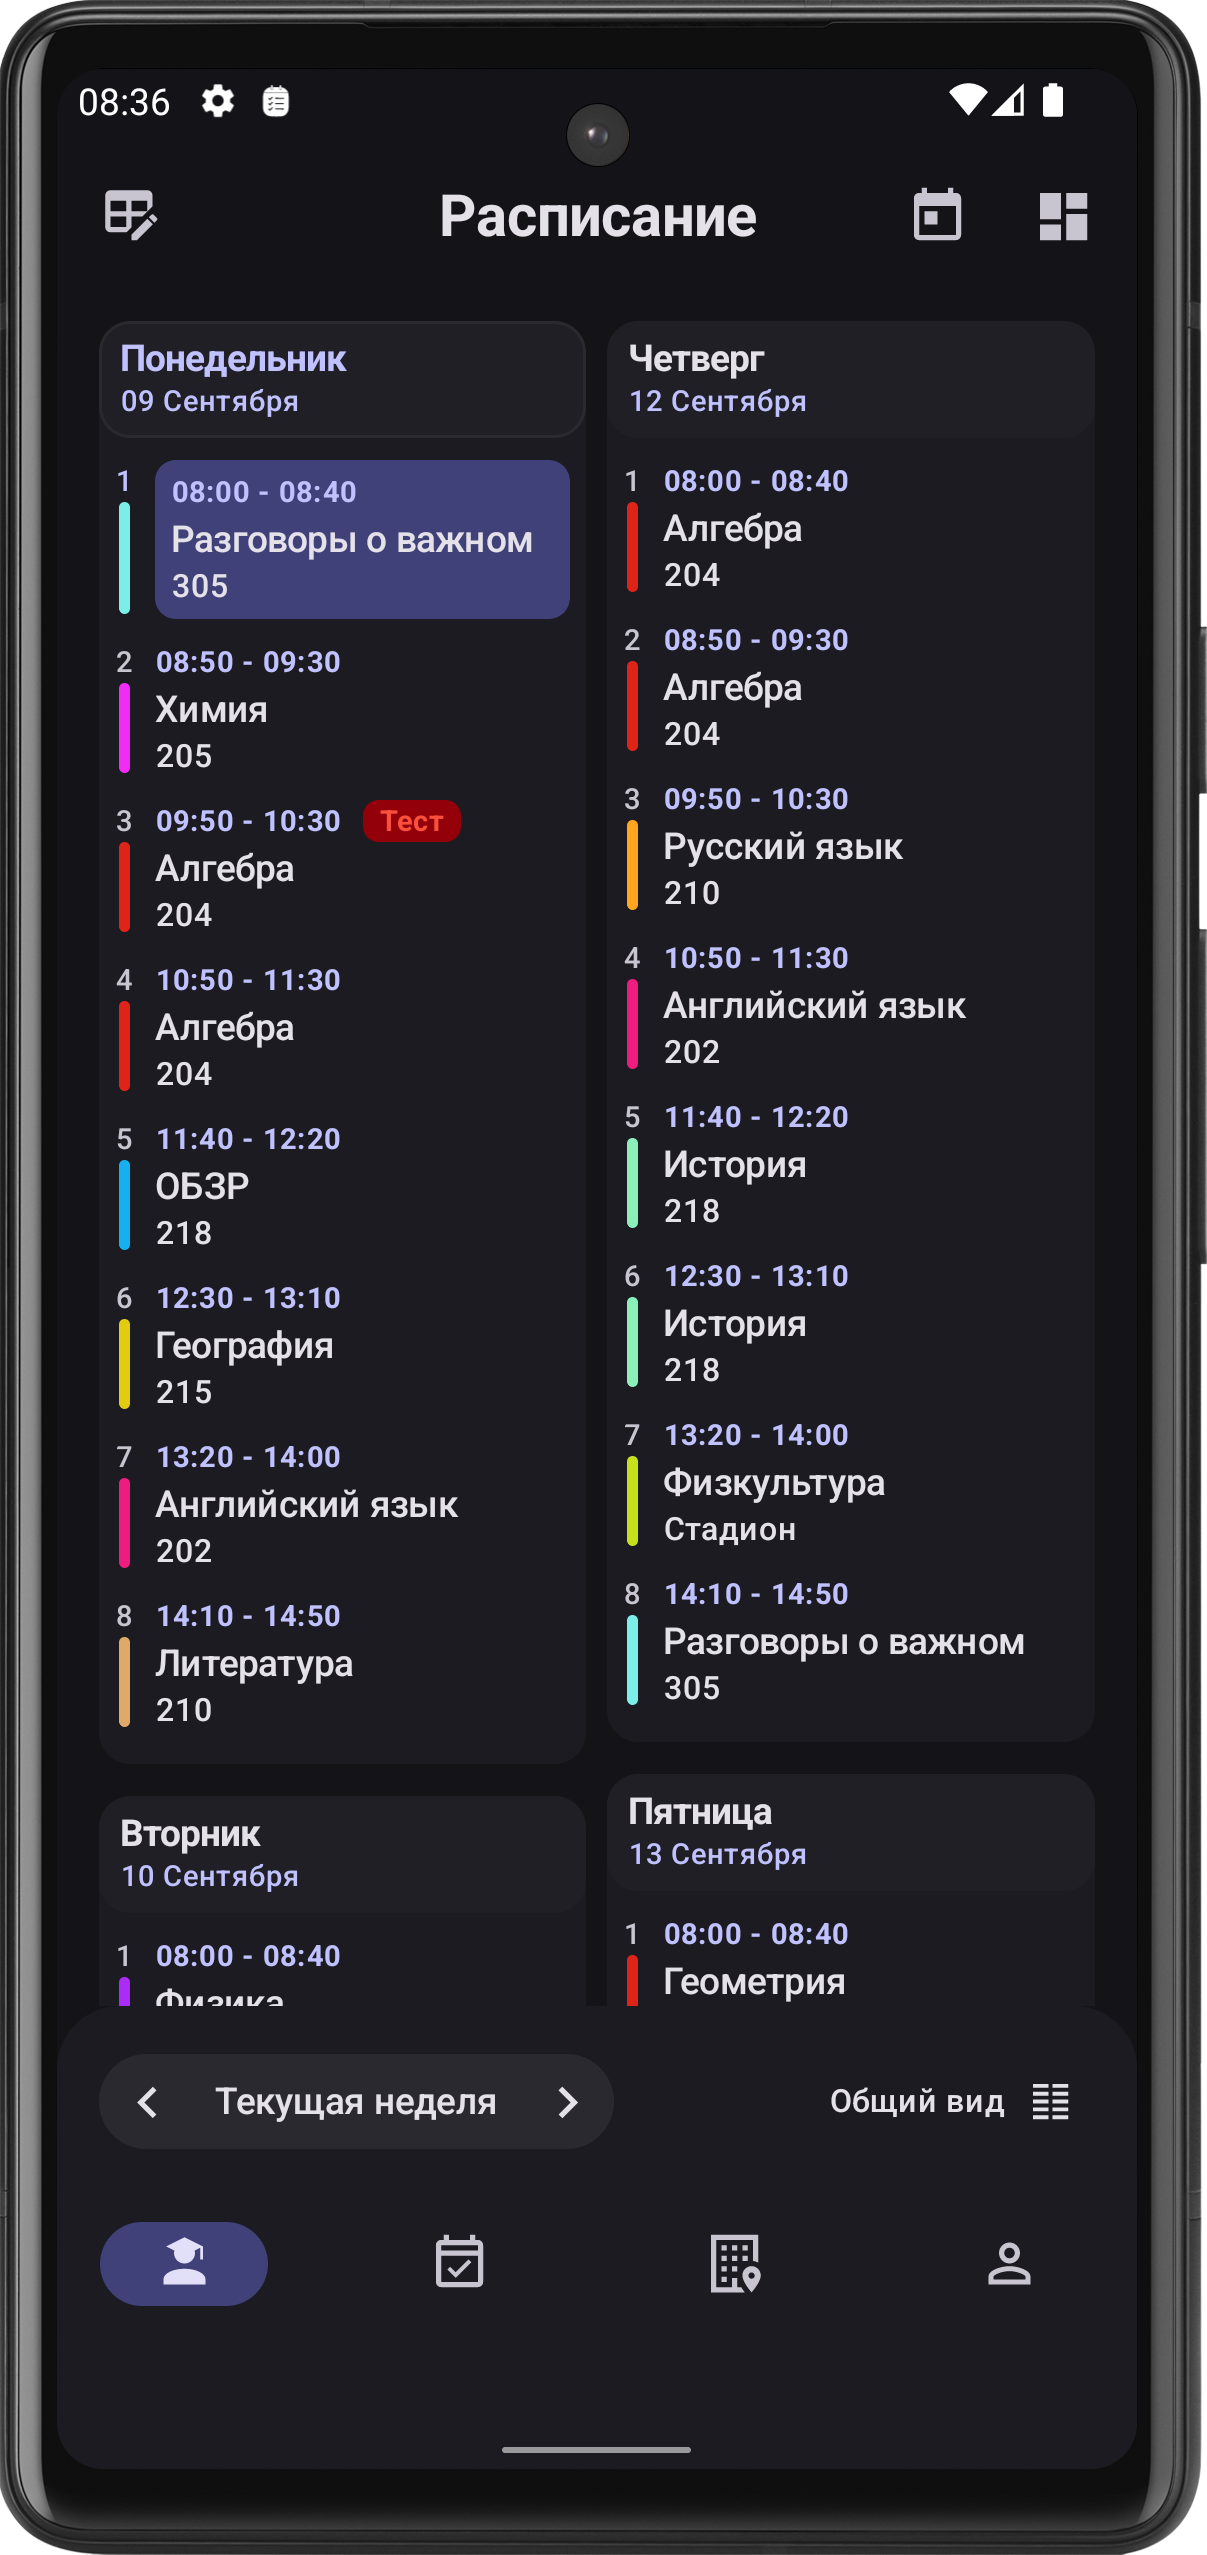 08:36
Расписание
Понедельник
09 Сентября
1
08:00 - 08:40
Разговоры о важном
305
2
08:50 - 09:30
Химия
205
3
09:50 - 10:30
Тест
Алгебра
204
4
10:50 - 11:30
Алгебра
204
5
11:40 - 12:20
ОБЗР
218
6
12:30 - 13:10
География
215
7
13:20 - 14:00
Английский язык
202
8
14:10 - 14:50
Литература
210
Вторник
10 Сентября
1
08:00 - 08:40
Физика
Четверг
12 Сентября
1
08:00 - 08:40
Алгебра
204
2
08:50 - 09:30
Алгебра
204
3
09:50 - 10:30
Русский язык
210
4
10:50 - 11:30
Английский язык
202
5
11:40 - 12:20
История
218
6
12:30 - 13:10
История
218
7
13:20 - 14:00
Физкультура
Стадион
8
14:10 - 14:50
Разговоры о важном
305
Пятница
13 Сентября
1
08:00 - 08:40
Геометрия
Текущая неделя
Общий вид